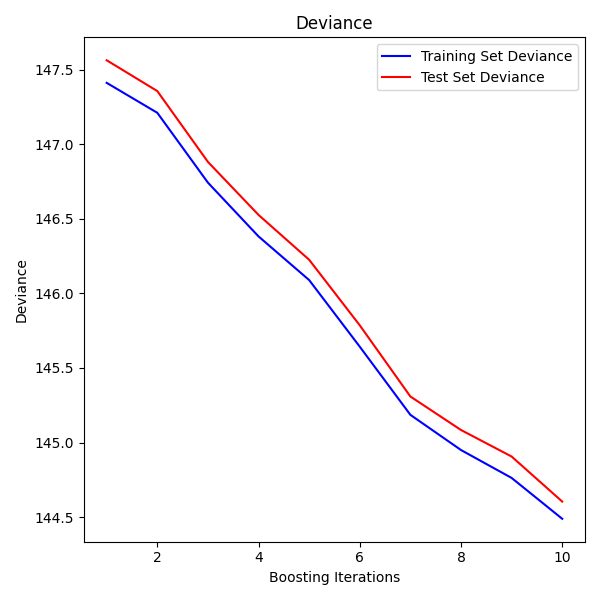 Deviance
Training Set Deviance
Test Set Deviance
147.5
147.0
146.5
146.0
145.5
145.0
144.5
Deviance
2 4 6 8 10
Boosting Iterations